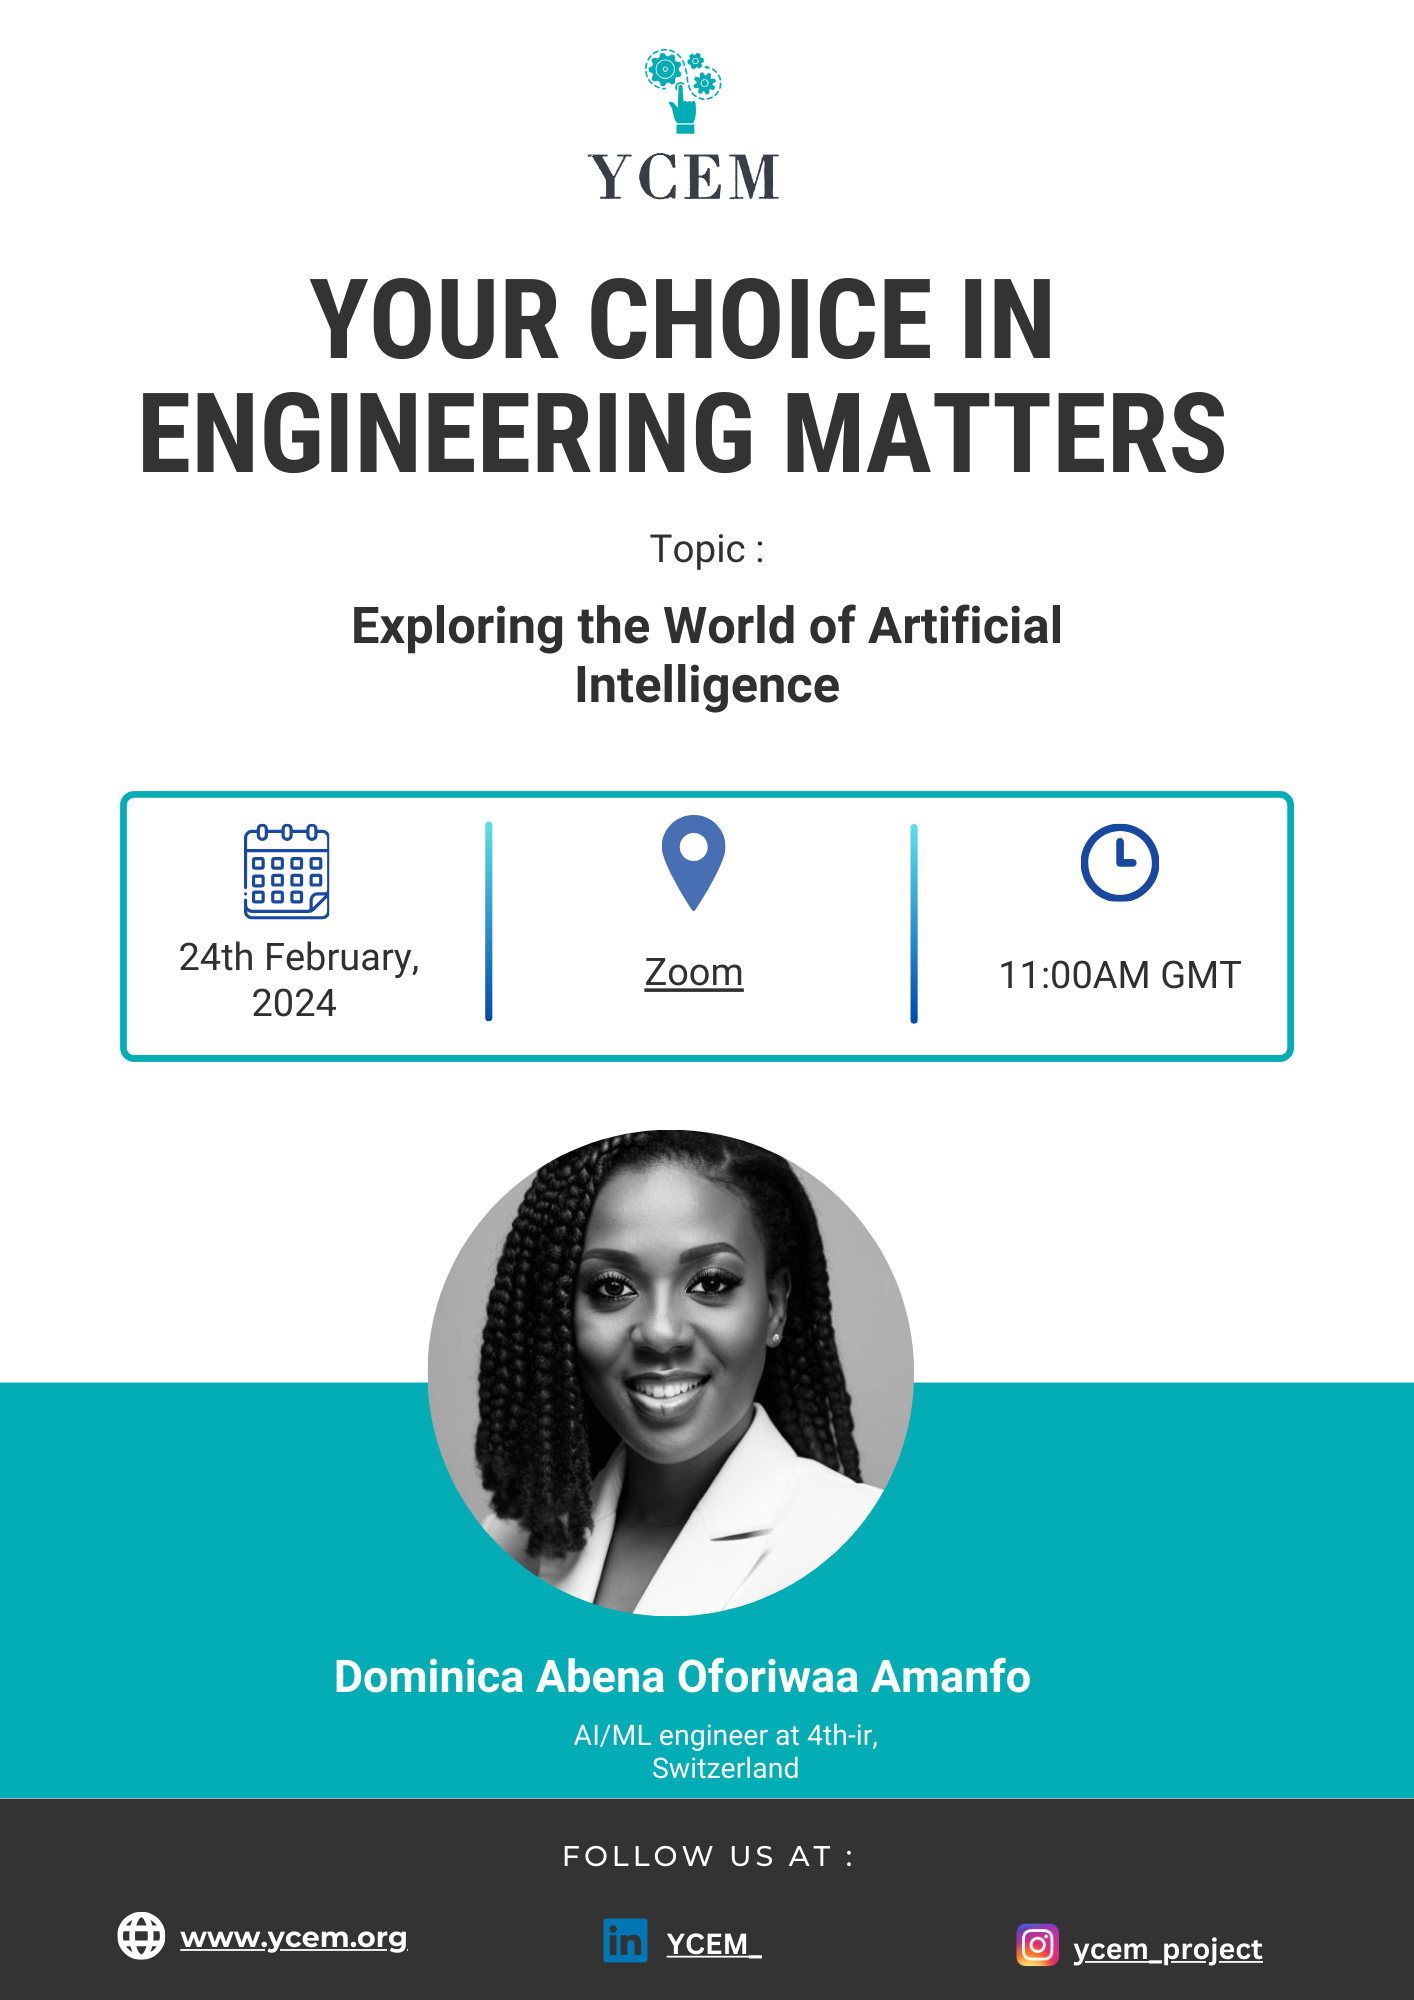 YCEM
YOUR CHOICE IN
ENGINEERING MATTERS
Topic :
Exploring the World of Artificial
Intelligence
24th February,
2024
Zoom
11:00AM GMT
Dominica Abena Oforiwaa Amanfo
AI/ML engineer at 4th-ir,
Switzerland
FOLLOW US AT :
www.ycem.org
in YCEM_
ycem_project